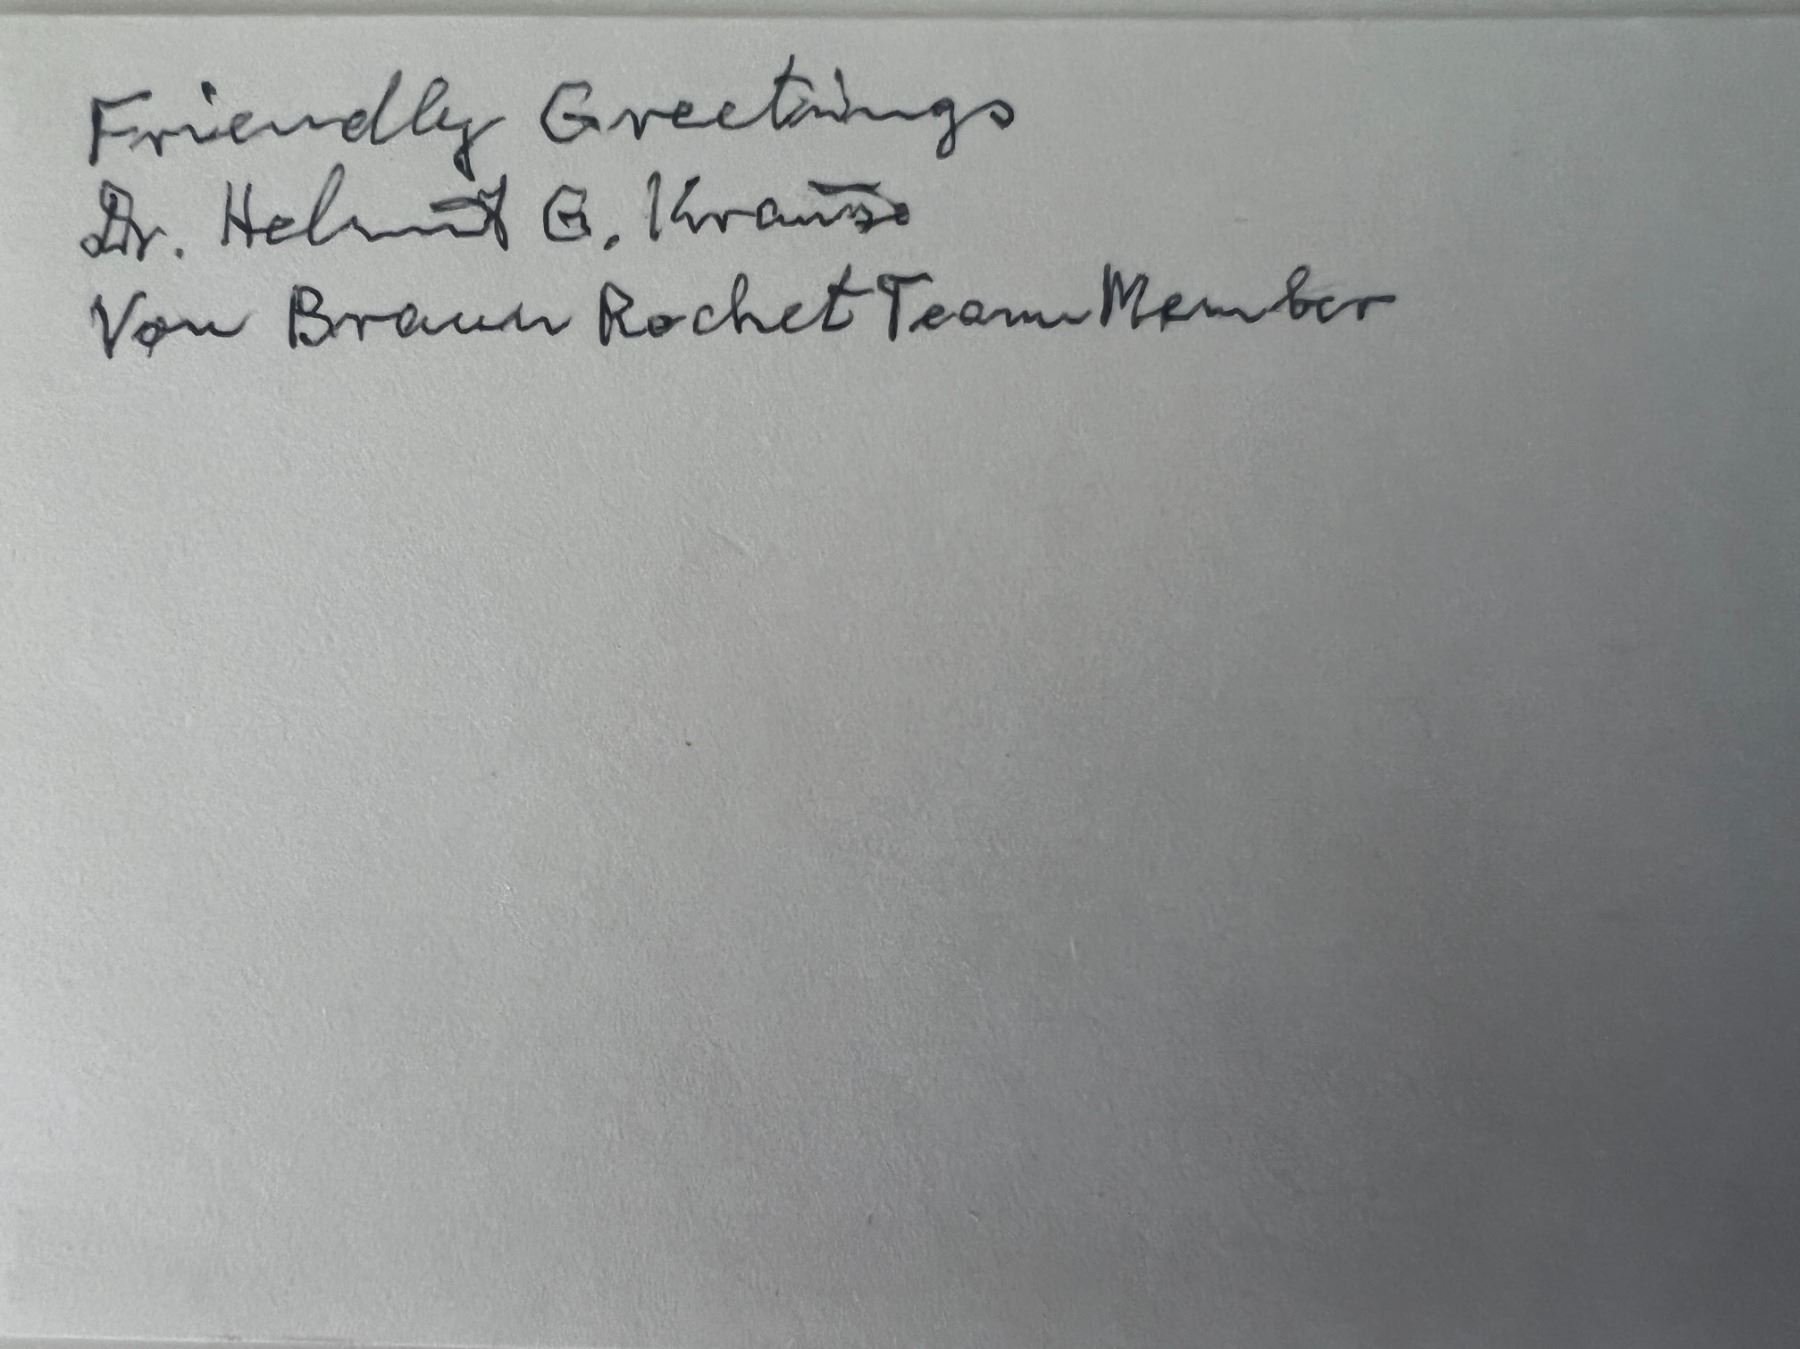 Friendly Greetings
Dr. Helmut G. Krause
Von Braun Rocket Team Member